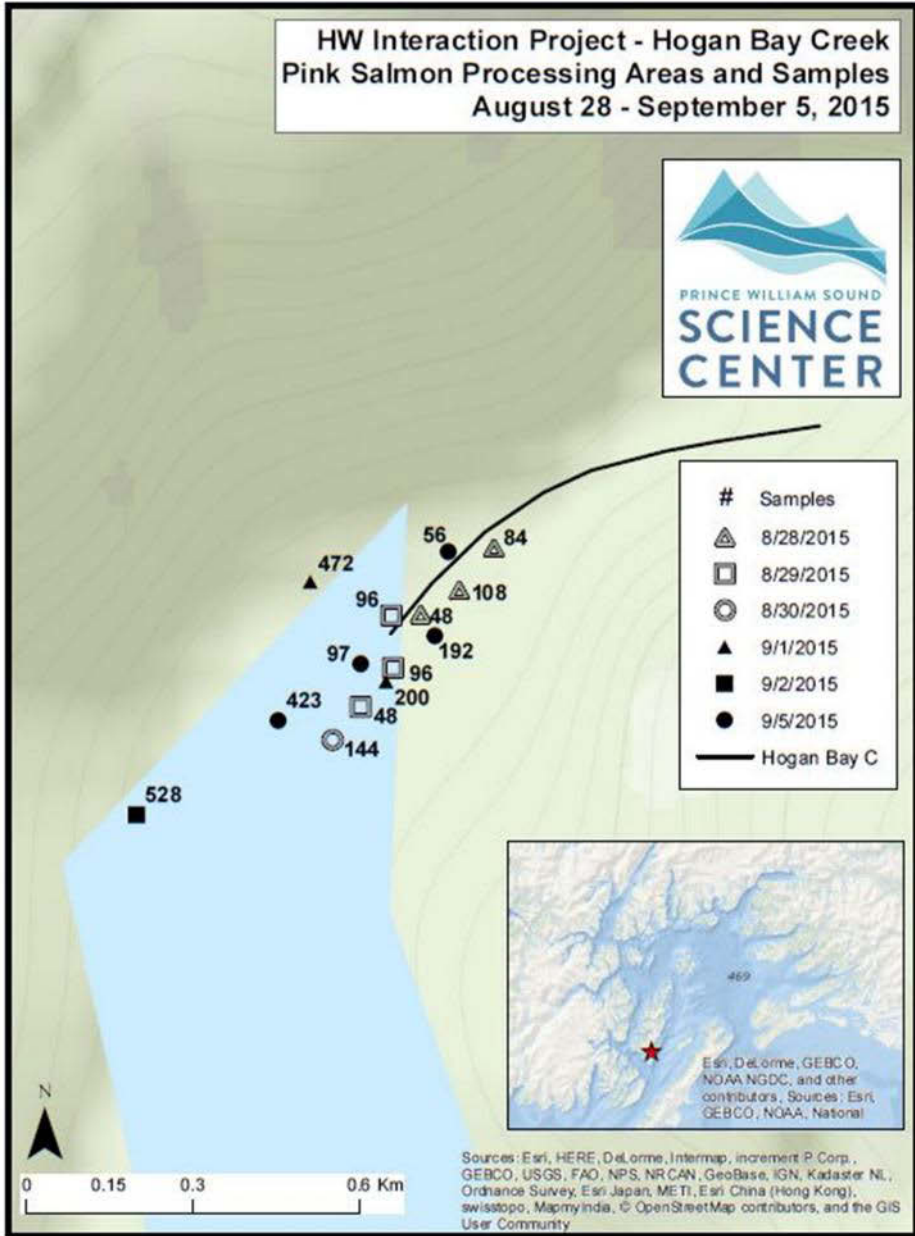 HW Interaction Project - Hogan Bay Creek
Pink Salmon Processing Areas and Samples
August 28 - September 5, 2015
PRINCE WILLIAM SOUND
SCIENCE
CENTER
# Samples
8/28/2015
8/29/2015
8/30/2015
9/1/2015
9/2/2015
9/5/2015
Hogan Bay C
56
84
472
108
96
48
192
97
96
200
423
48
144
528
469
Esri, DeLorme, GEBCO,
NOAA NGDC, and other
contributors, Sources: Esri,
GEBCO, NOAA, National
N
0 0.15 0.3 0.6 Km
Sources: Esri, HERE, DeLorme, Intermap, increment P Corp.,
GEBCO, USGS, FAO, NPS, NRCAN, GeoBase, IGN, Kadaster NL,
Ordnance Survey, Esri Japan, METI, Esri China (Hong Kong),
swisstopo, MapmyIndia, © OpenStreetMap contributors, and the GIS
User Community